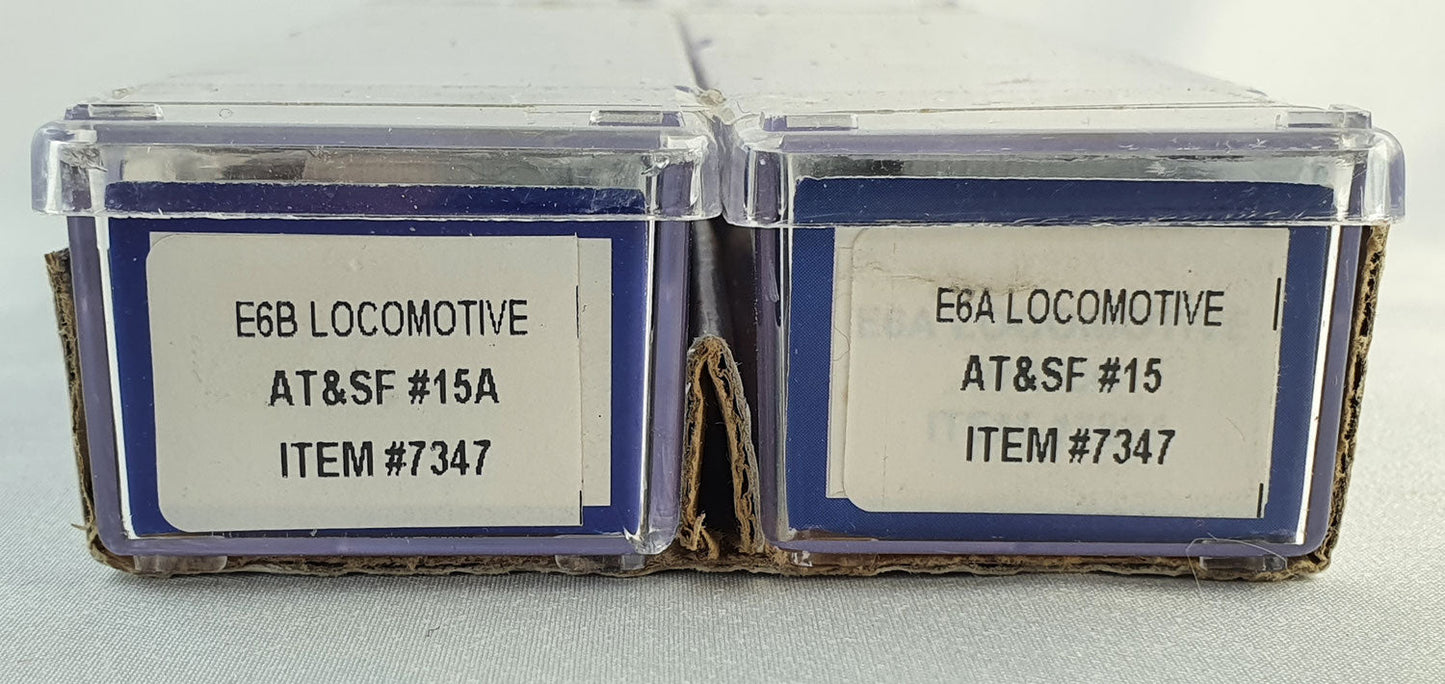 E6B LOCOMOTIVE
AT&SF #15A
ITEM #7347
E6A LOCOMOTIVE
AT&SF #15
ITEM #7347